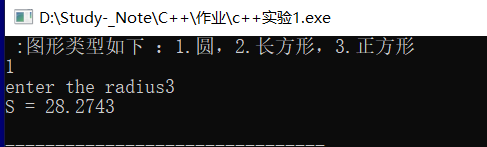 D:\Study-_Note\C++\作业\c++实验1.exe
:图形类型如下 ：1.圆，2.长方形，3.正方形
1
enter the radius3
S = 28.2743
--------------------------------